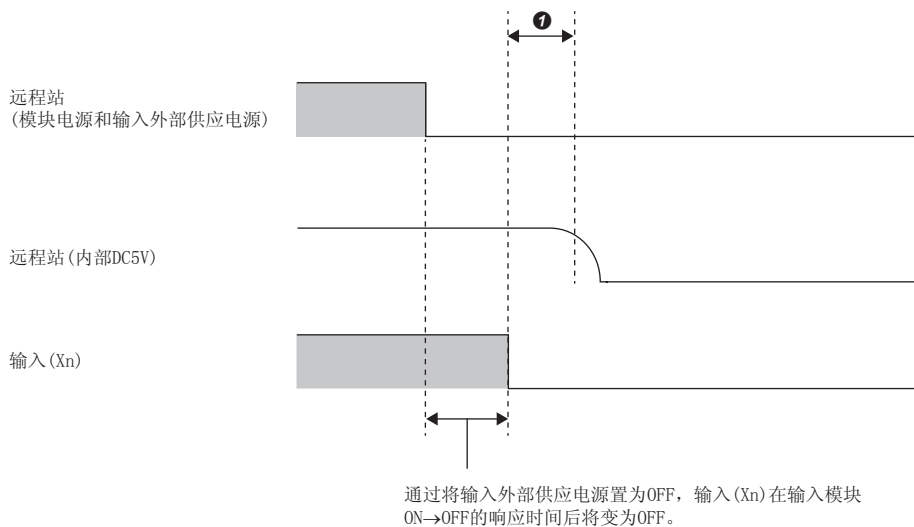 ❶
远程站
(模块电源和输入外部供应电源)
远程站(内部DC5V)
输入(Xn)
通过将输入外部供应电源置为OFF，输入(Xn)在输入模块
ON→OFF的响应时间后将变为OFF。